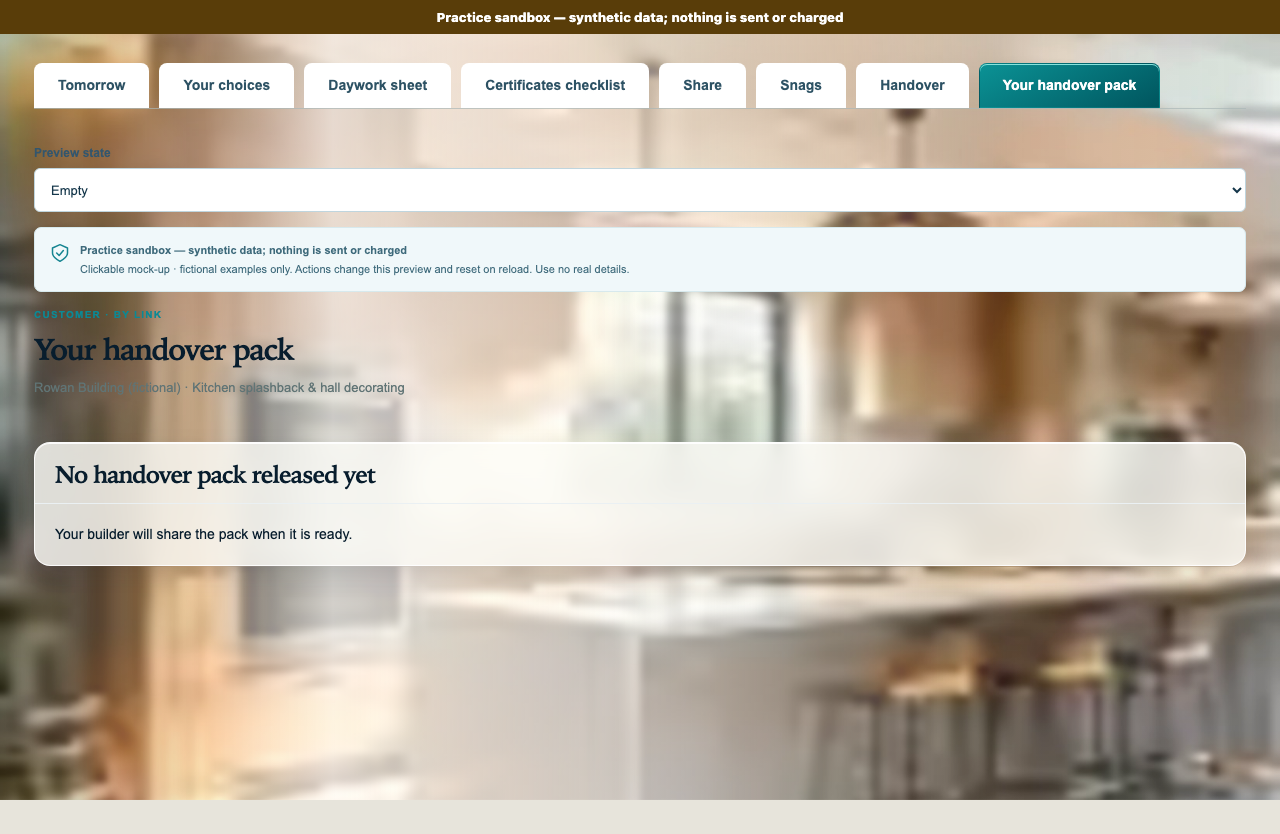 Practice sandbox — synthetic data; nothing is sent or charged
Tomorrow
Your choices
Daywork sheet
Certificates checklist
Share
Snags
Handover
Your handover pack
Preview state
Empty
Practice sandbox — synthetic data; nothing is sent or charged
Clickable mock-up · fictional examples only. Actions change this preview and reset on reload. Use no real details.
CUSTOMER · BY LINK
Your handover pack
Rowan Building (fictional) · Kitchen splashback & hall decorating
No handover pack released yet
Your builder will share the pack when it is ready.